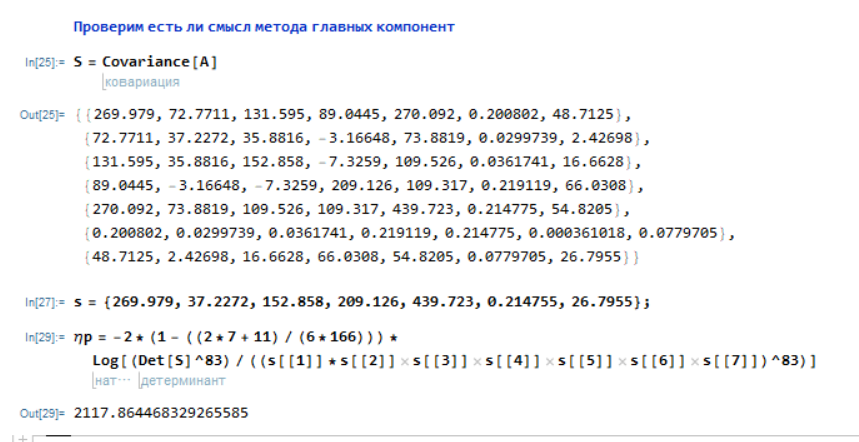 Проверим есть ли смысл метода главных компонент
In[25]:= S = Covariance[A]
ковариация
Out[25]= {{269.979, 72.7711, 131.595, 89.0445, 270.092, 0.200802, 48.7125},
{72.7711, 37.2272, 35.8816, -3.16648, 73.8819, 0.0299739, 2.42698},
{131.595, 35.8816, 152.858, -7.3259, 109.526, 0.0361741, 16.6628},
{89.0445, -3.16648, -7.3259, 209.126, 109.317, 0.219119, 66.0308},
{270.092, 73.8819, 109.526, 109.317, 439.723, 0.214775, 54.8205},
{0.200802, 0.0299739, 0.0361741, 0.219119, 0.214775, 0.000361018, 0.0779705},
{48.7125, 2.42698, 16.6628, 66.0308, 54.8205, 0.0779705, 26.7955}}
In[27]:= s = {269.979, 37.2272, 152.858, 209.126, 439.723, 0.214755, 26.7955};
In[29]:= ηp = -2 * (1 - ((2 * 7 + 11) / (6 * 166))) *
Log[(Det[S]^83) / ((s[[1]] * s[[2]] × s[[3]] × s[[4]] × s[[5]] × s[[6]] × s[[7]])^83)]
нат⋯ детерминант
Out[29]= 2117.864468329265585